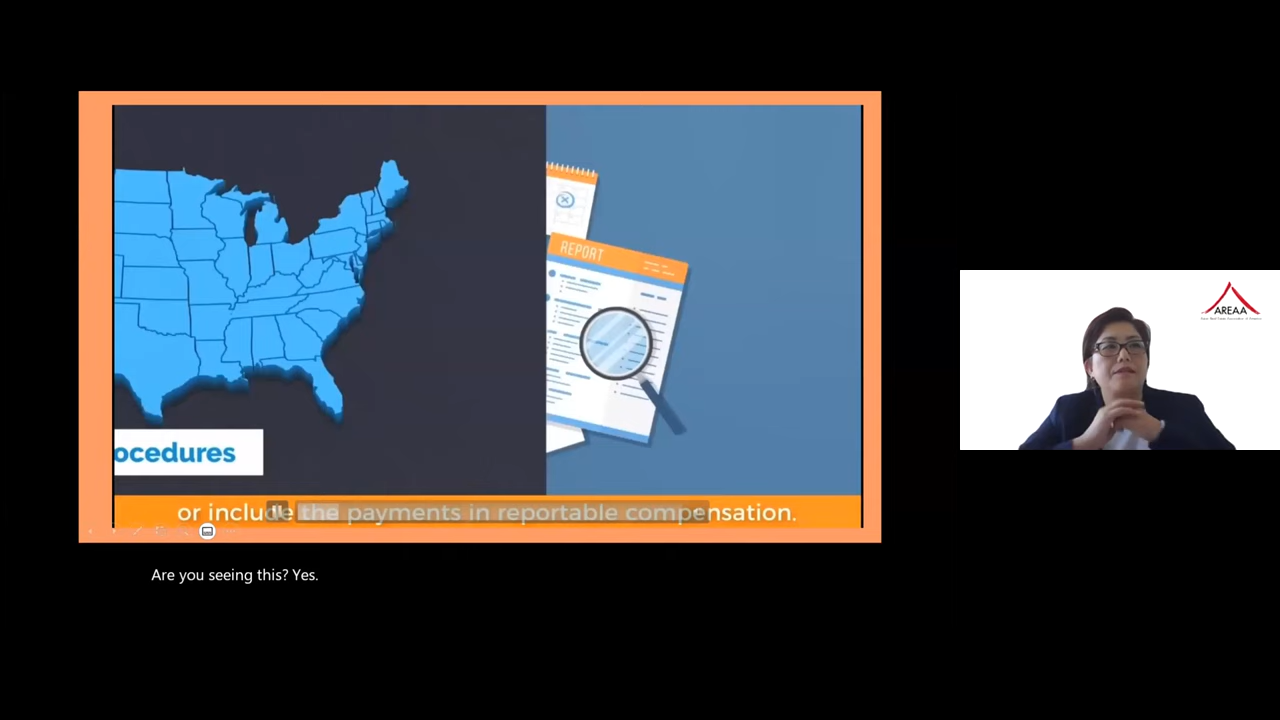 REPORT
ocedures
or include the payments in reportable compensation.
Are you seeing this? Yes.
AREAA